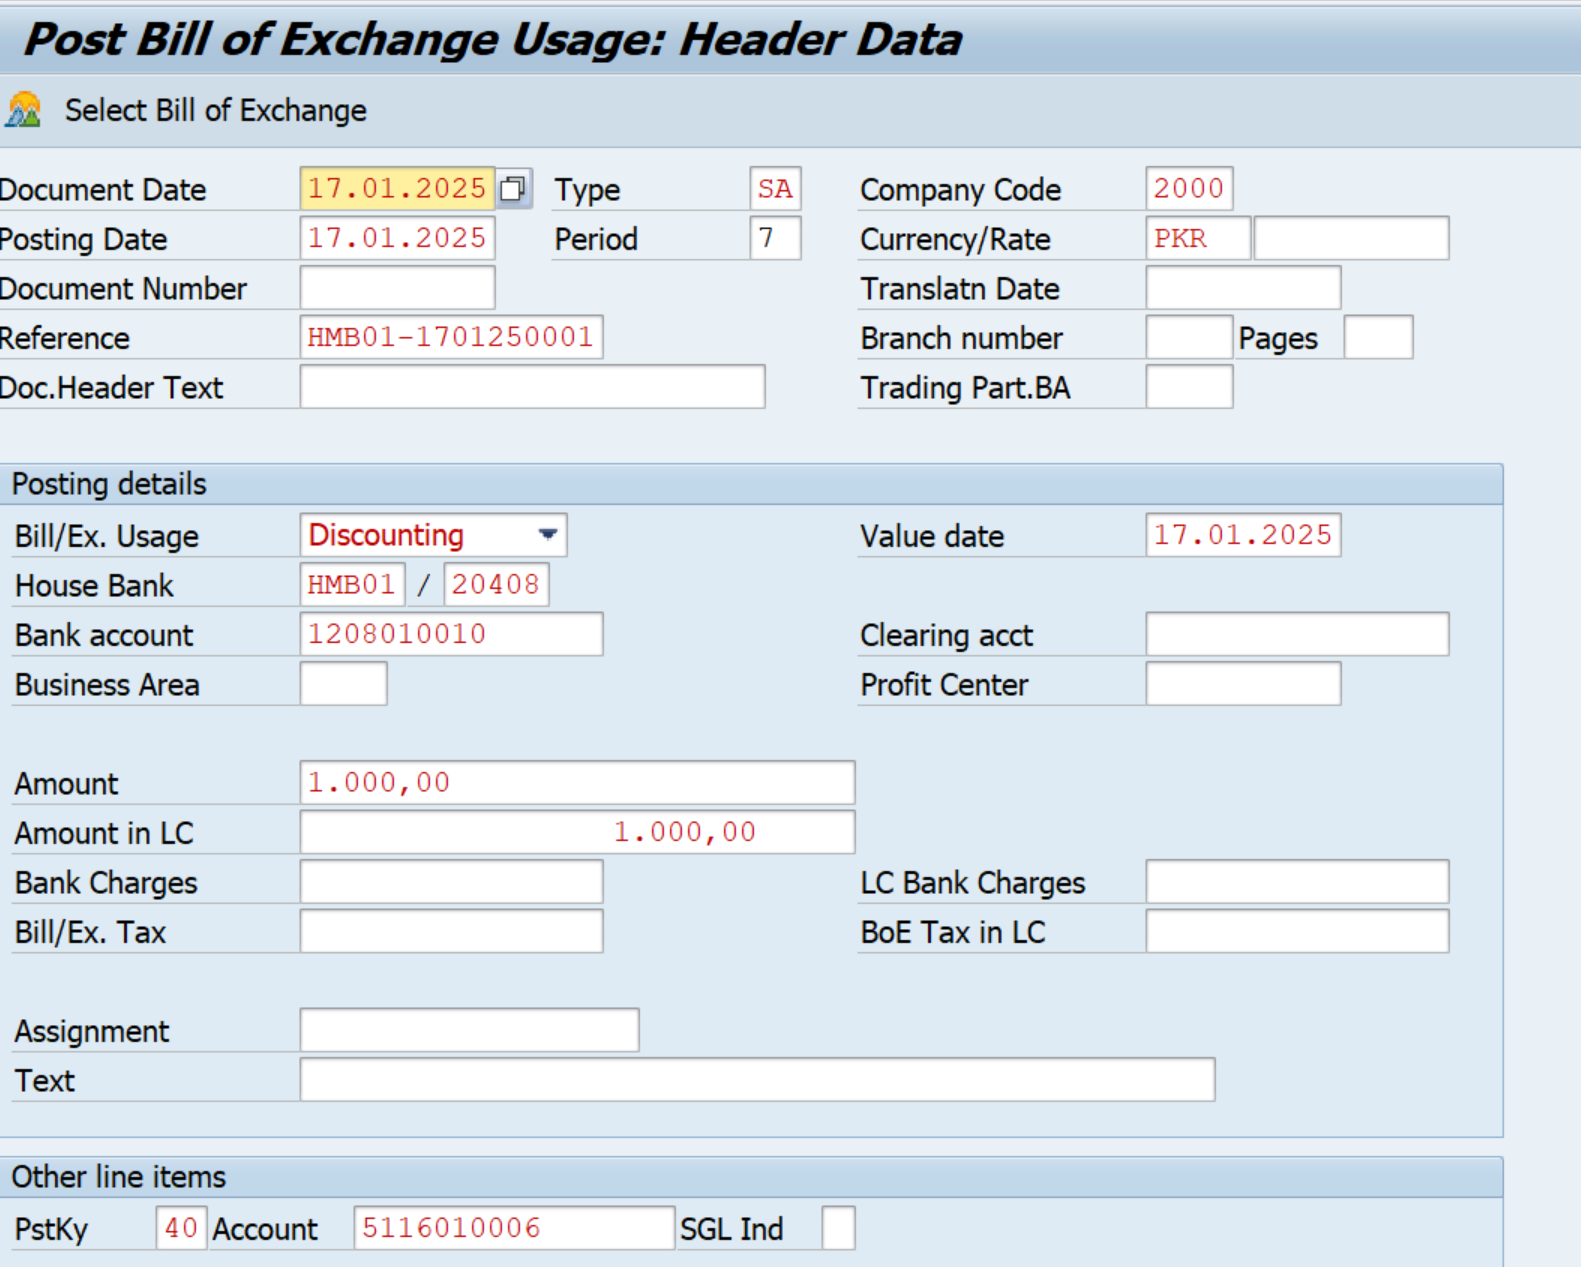 Post Bill of Exchange Usage: Header Data
Select Bill of Exchange
Document Date 17.01.2025 Type SA Company Code 2000
Posting Date 17.01.2025 Period 7 Currency/Rate PKR
Document Number Translatn Date
Reference HMB01-1701250001 Branch number Pages
Doc.Header Text Trading Part.BA
Posting details
Bill/Ex. Usage Discounting Value date 17.01.2025
House Bank HMB01 / 20408
Bank account 1208010010 Clearing acct
Business Area Profit Center
Amount 1.000,00
Amount in LC 1.000,00
Bank Charges LC Bank Charges
Bill/Ex. Tax BoE Tax in LC
Assignment
Text
Other line items
PstKy 40 Account 5116010006 SGL Ind